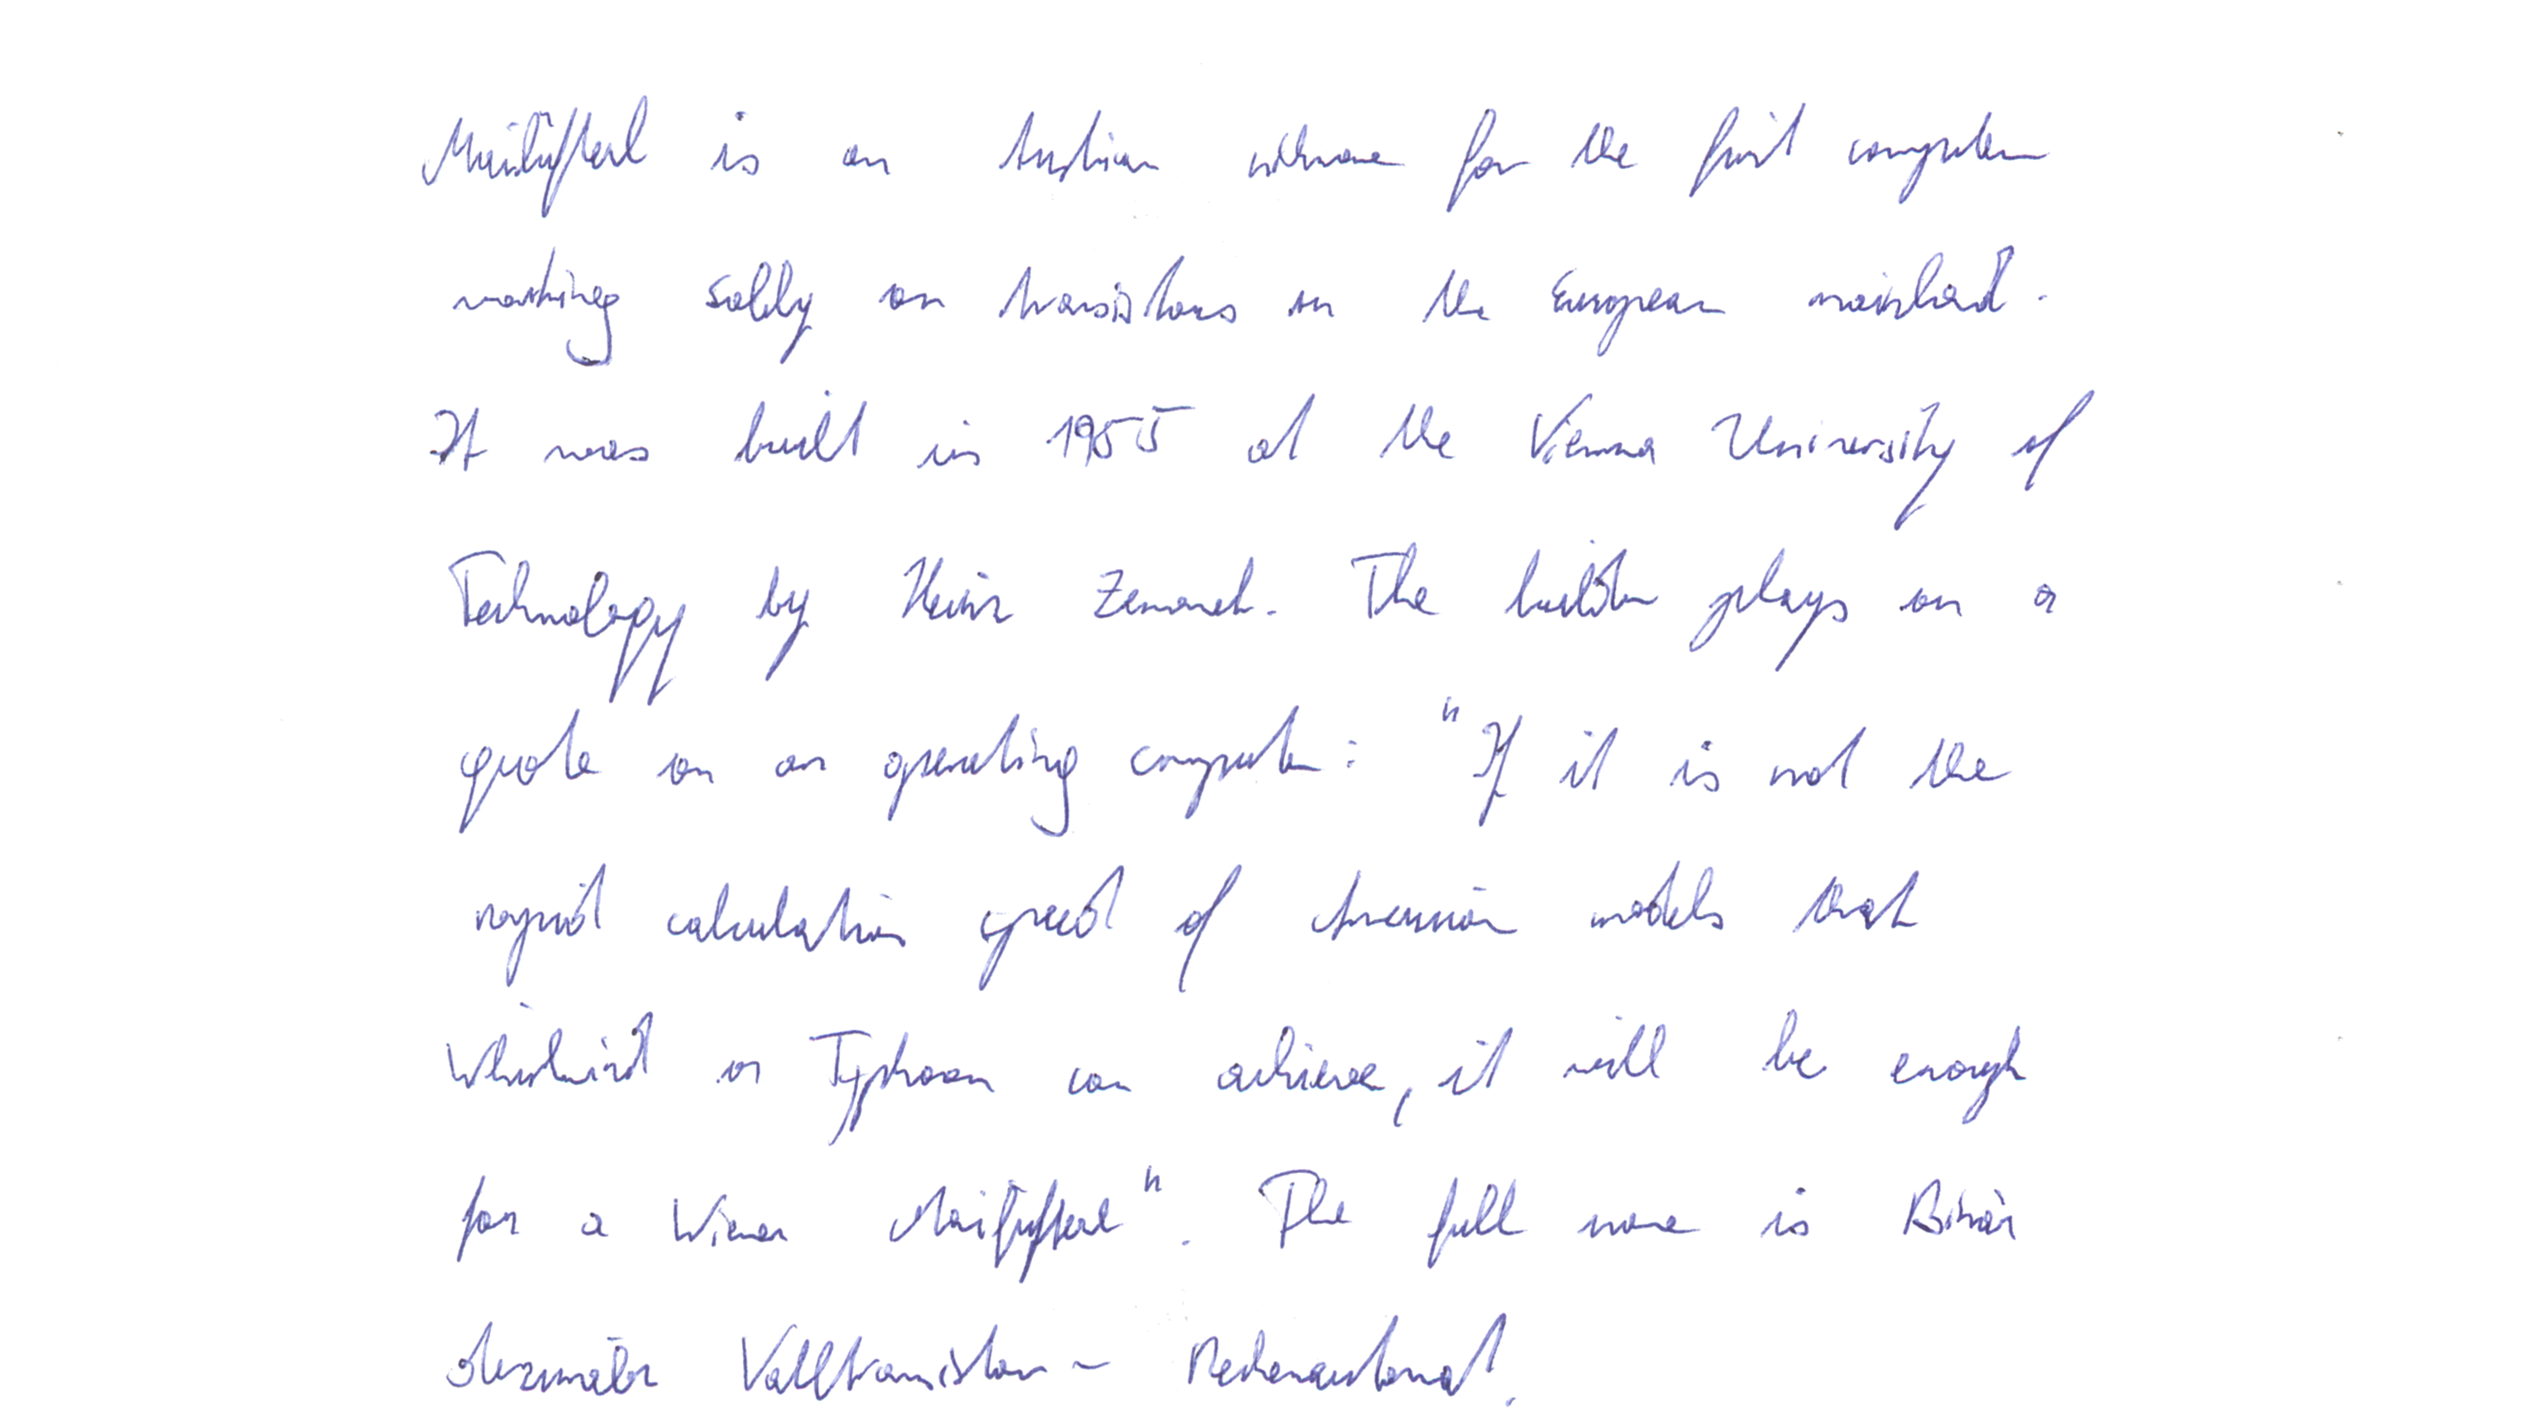 Mailüfterl is an Austrian nickname for the first computer
working solely on transistors on the European mainland.
It was built in 1955 at the Vienna University of
Technology by Heinz Zemanek. The builder plays on a
quote on an operating computer: "If it is not the
rapid calculation speed of American models that
Whirlwind or Typhoon can achieve, it will be enough
for a Wiener Mailüfterl". The full name is Binär
dezimaler Volltransistor-Rechenautomat.